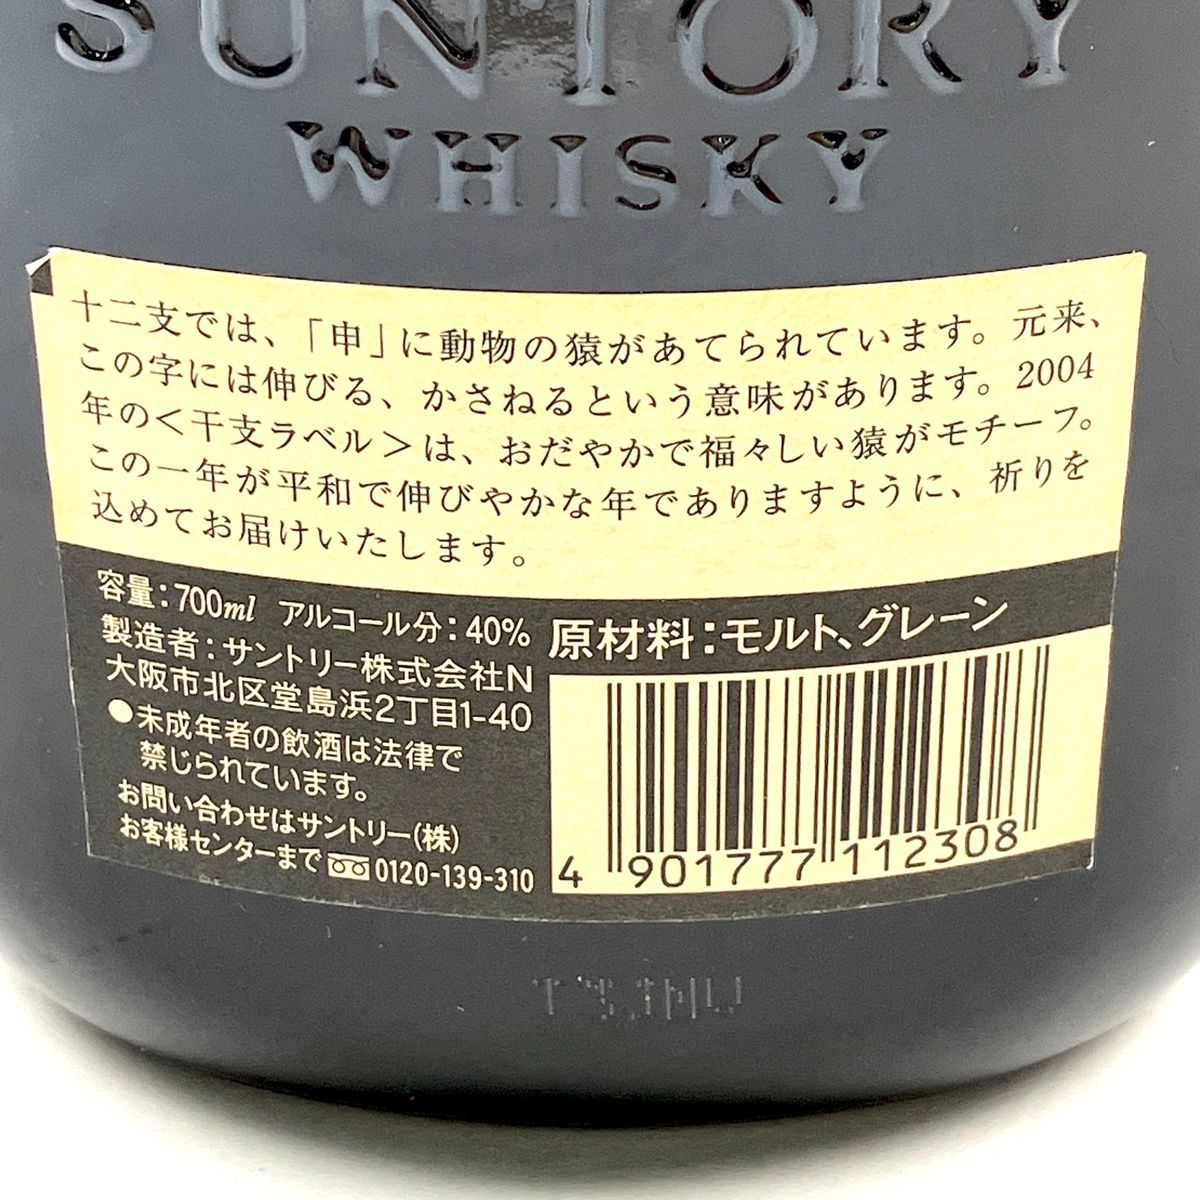 SUNTORY
WHISKY
十二支では、「申」に動物の猿があてられています。元来、
この字には伸びる、かさねるという意味があります。2004
年の＜干支ラベル＞は、おだやかで福々しい猿がモチーフ。
この一年が平和で伸びやかな年でありますように、祈りを
込めてお届けいたします。
容量：700ml アルコール分：40%
製造者：サントリー株式会社N
大阪市北区堂島浜2丁目1-40
●未成年者の飲酒は法律で
禁じられています。
お問い合わせはサントリー(株)
お客様センターまで 0120-139-310
原材料：モルト、グレーン
4 901777 112308